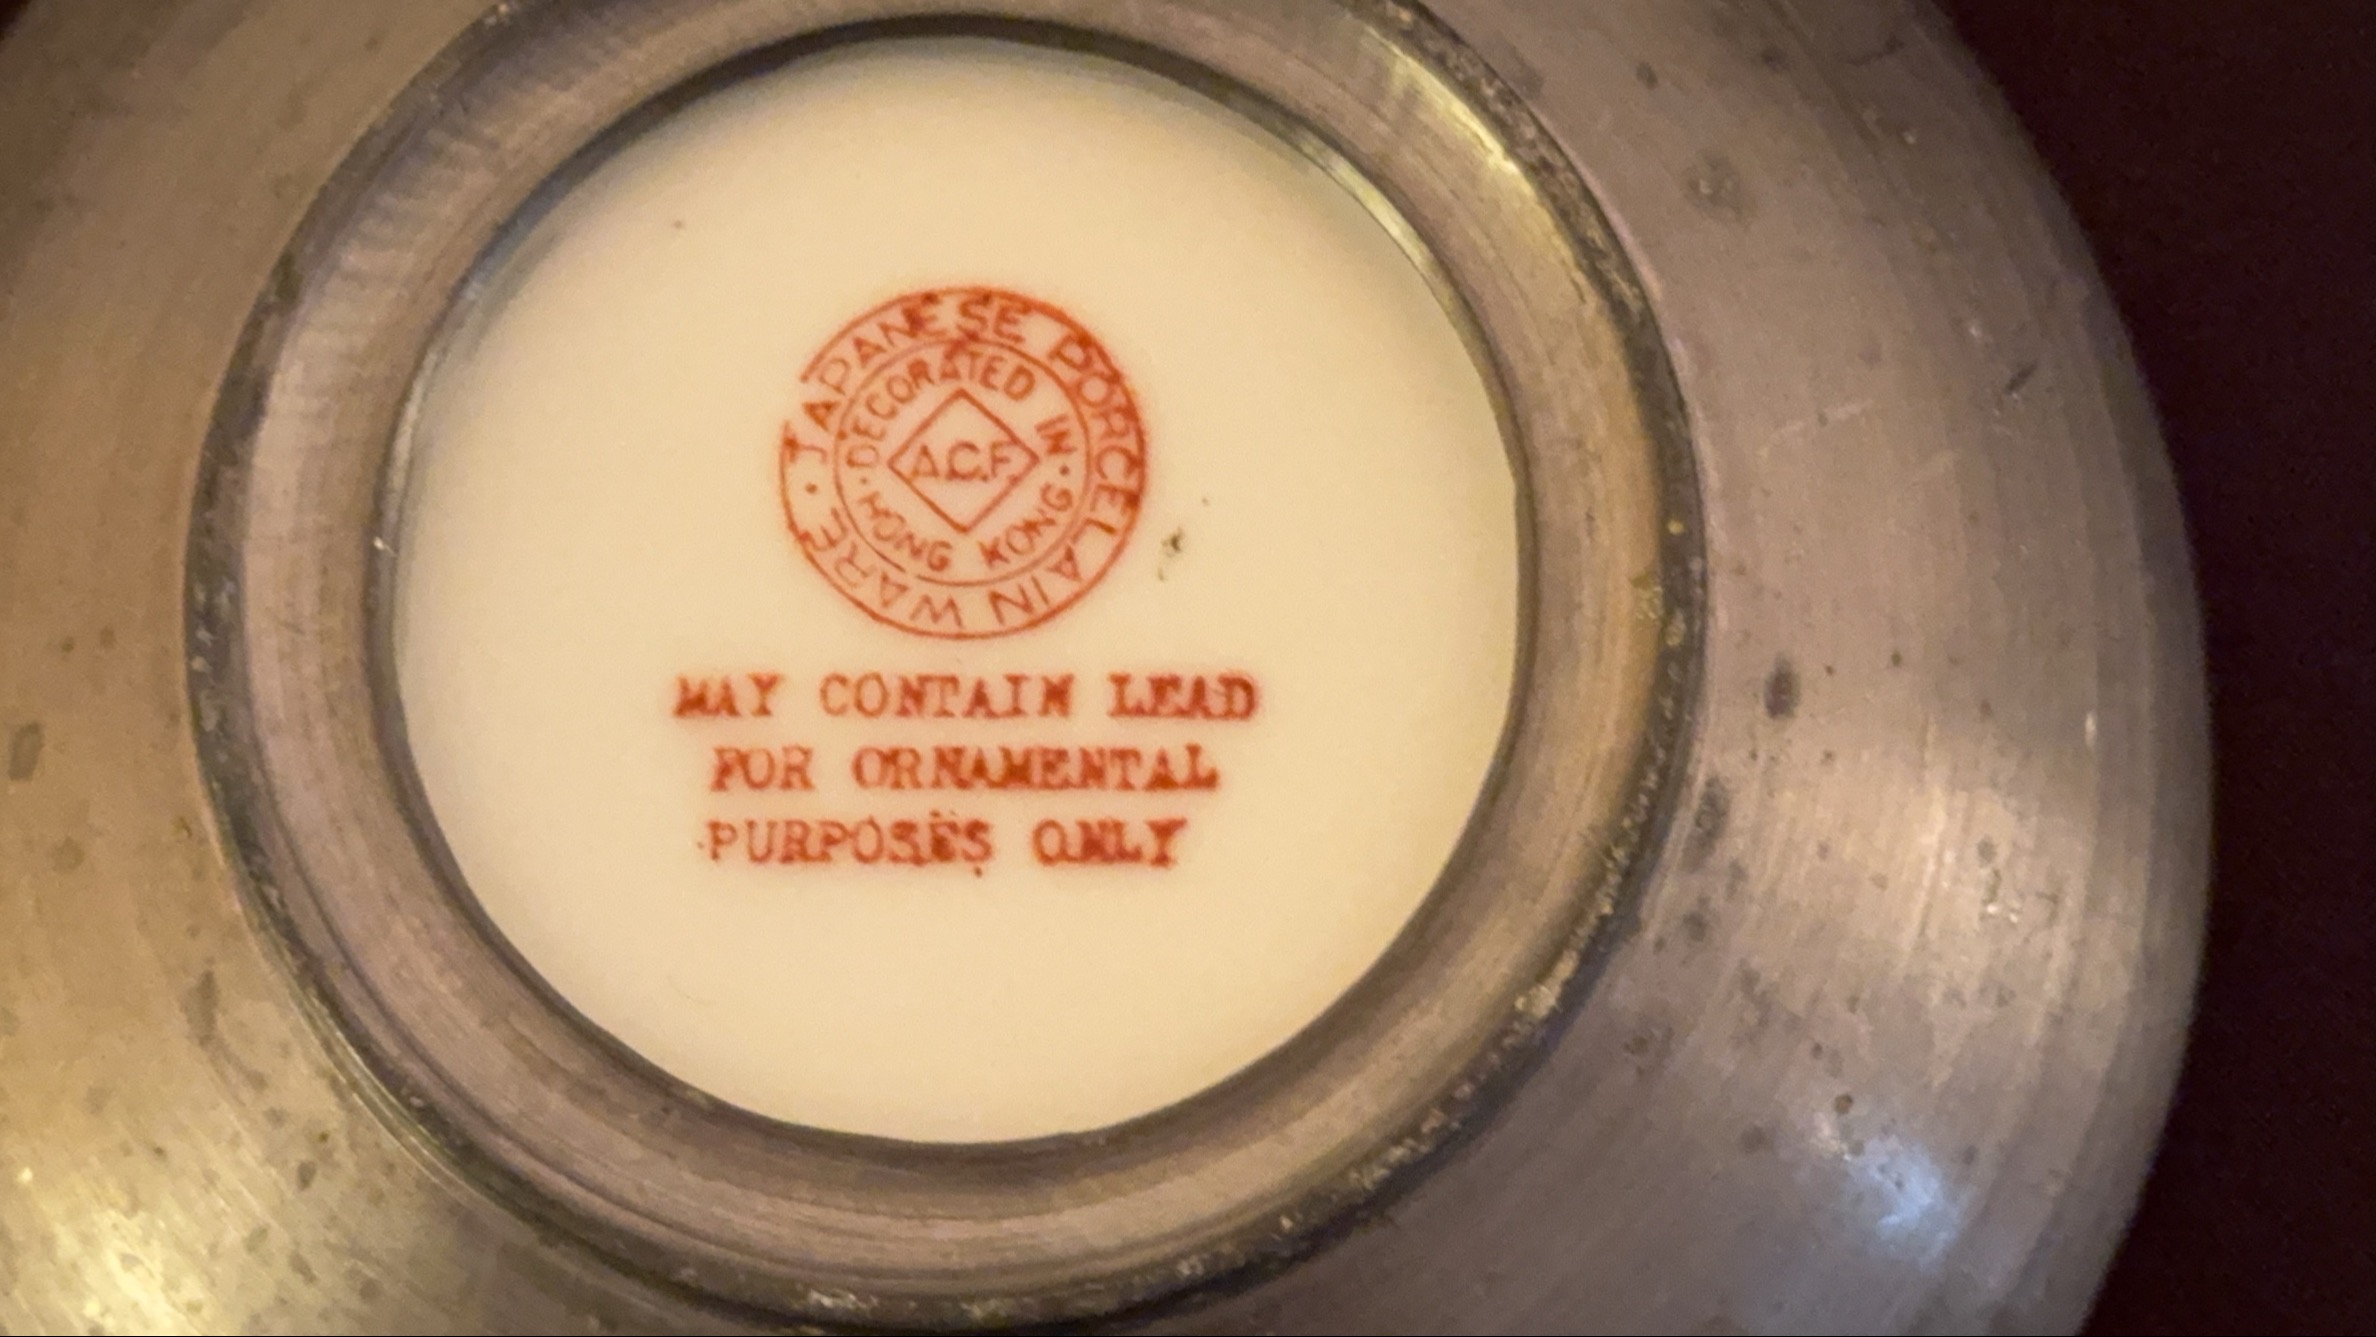 · JAPANESE PORCELAIN WARE
· DECORATED IN ·
HONG KONG
A.C.F.
MAY CONTAIN LEAD
FOR ORNAMENTAL
PURPOSES ONLY